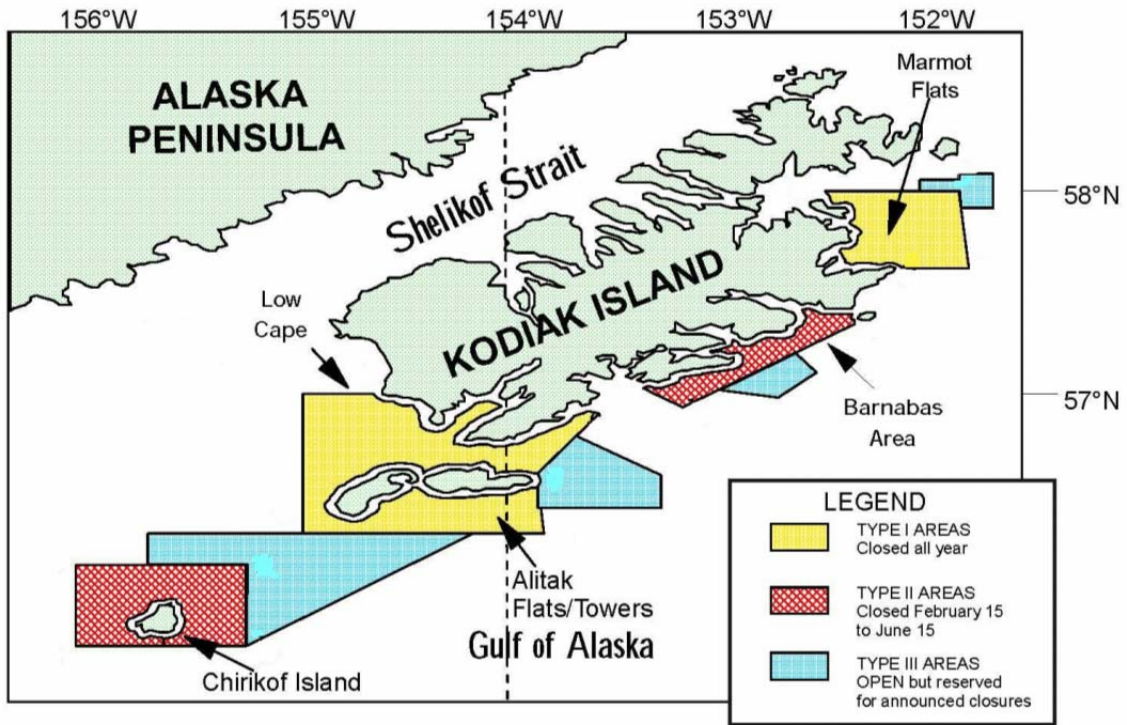 156°W 155°W 154°W 153°W 152°W
ALASKA
PENINSULA
Marmot
Flats
Shelikof Strait
58°N
KODIAK ISLAND
Low
Cape
57°N
Barnabas
Area
Alitak
Flats/Towers
Gulf of Alaska
Chirikof Island
LEGEND
TYPE I AREAS
Closed all year
TYPE II AREAS
Closed February 15
to June 15
TYPE III AREAS
OPEN but reserved
for announced closures